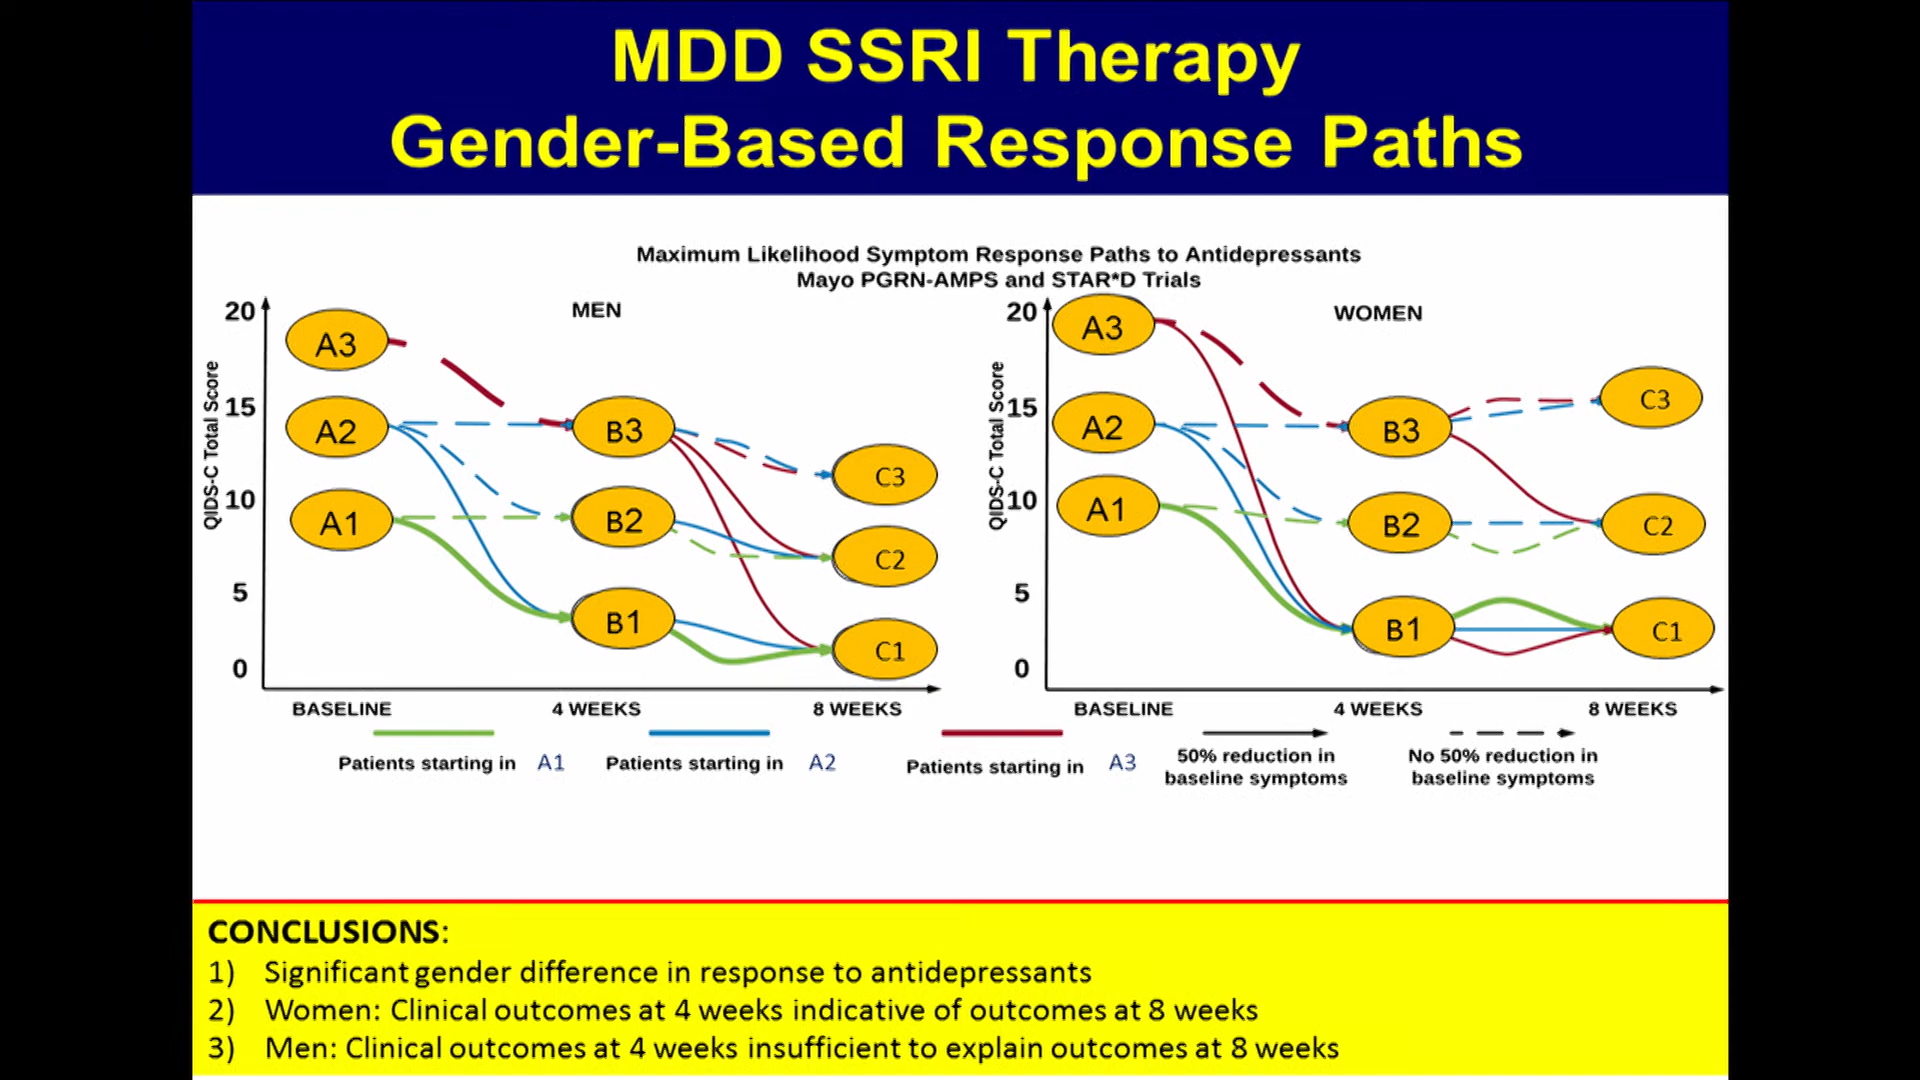 MDD SSRI Therapy
Gender-Based Response Paths
Maximum Likelihood Symptom Response Paths to Antidepressants
Mayo PGRN-AMPS and STAR*D Trials
MEN
QIDS-C Total Score
20
15
10
5
0
A3
A2
A1
B3
B2
B1
C3
C2
C1
BASELINE
4 WEEKS
8 WEEKS
WOMEN
QIDS-C Total Score
20
15
10
5
0
A3
A2
A1
B3
B2
B1
C3
C2
C1
BASELINE
4 WEEKS
8 WEEKS
Patients starting in A1
Patients starting in A2
Patients starting in A3
50% reduction in
baseline symptoms
No 50% reduction in
baseline symptoms
CONCLUSIONS:
1) Significant gender difference in response to antidepressants
2) Women: Clinical outcomes at 4 weeks indicative of outcomes at 8 weeks
3) Men: Clinical outcomes at 4 weeks insufficient to explain outcomes at 8 weeks